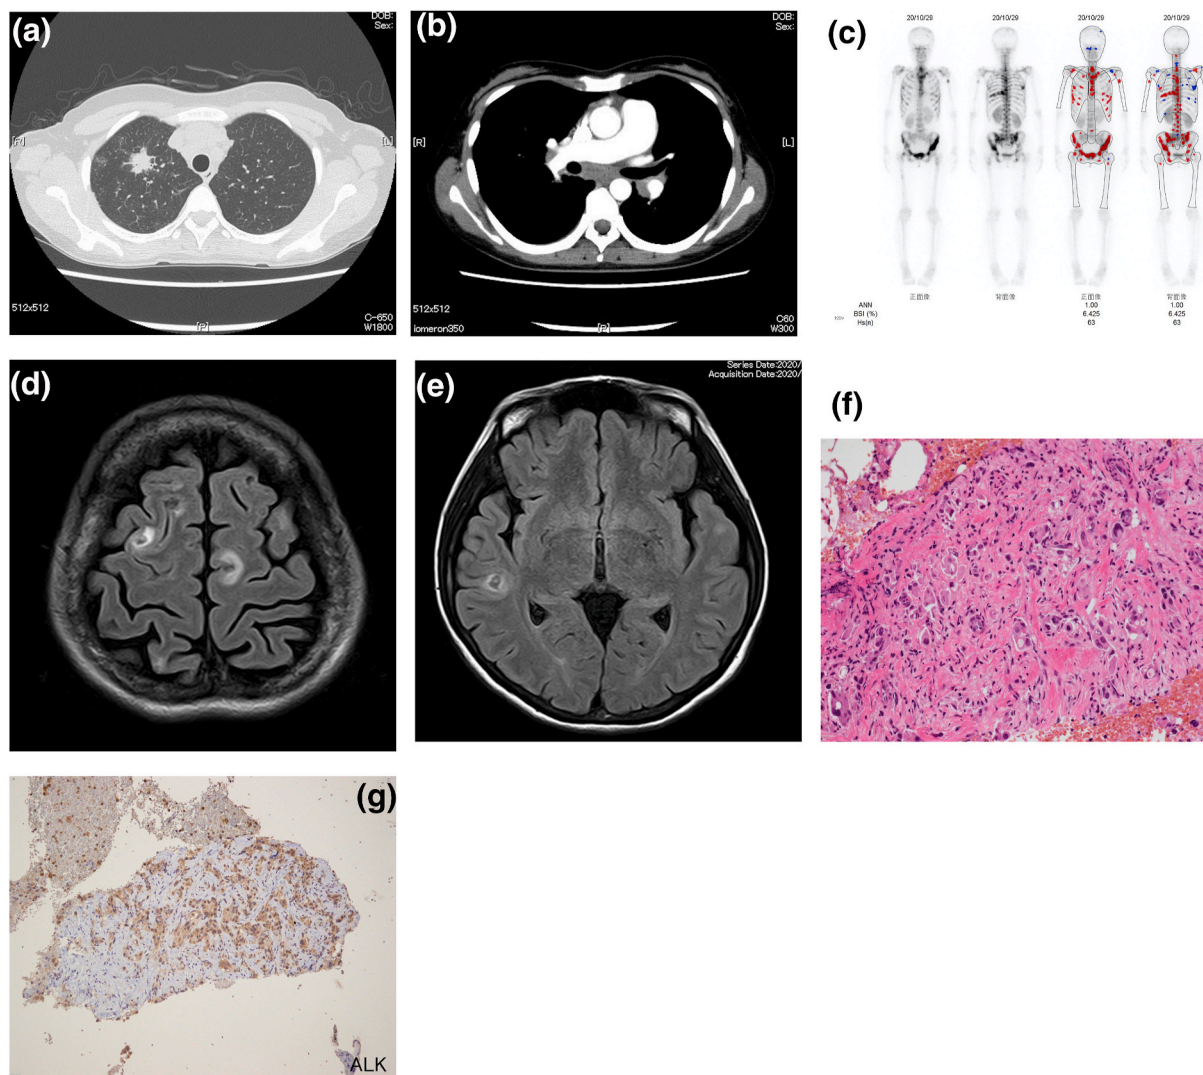 (a)
DOB:
Sex:
[R]
[L]
512x512
C-650
W1800
[P]
(b)
DOB:
Sex:
[R]
[L]
512x512
iomeron350
C60
W300
[P]
(c)
20/10/29 20/10/29 20/10/29 20/10/29
正面像 背面像 正面像 背面像
ANN 1.00 1.00
BSI (%) 6.425 6.425
Hs(n) 63 63
(d)
(e)
Series Date:2020/
Acquisition Date:2020/
(f)
(g)
ALK